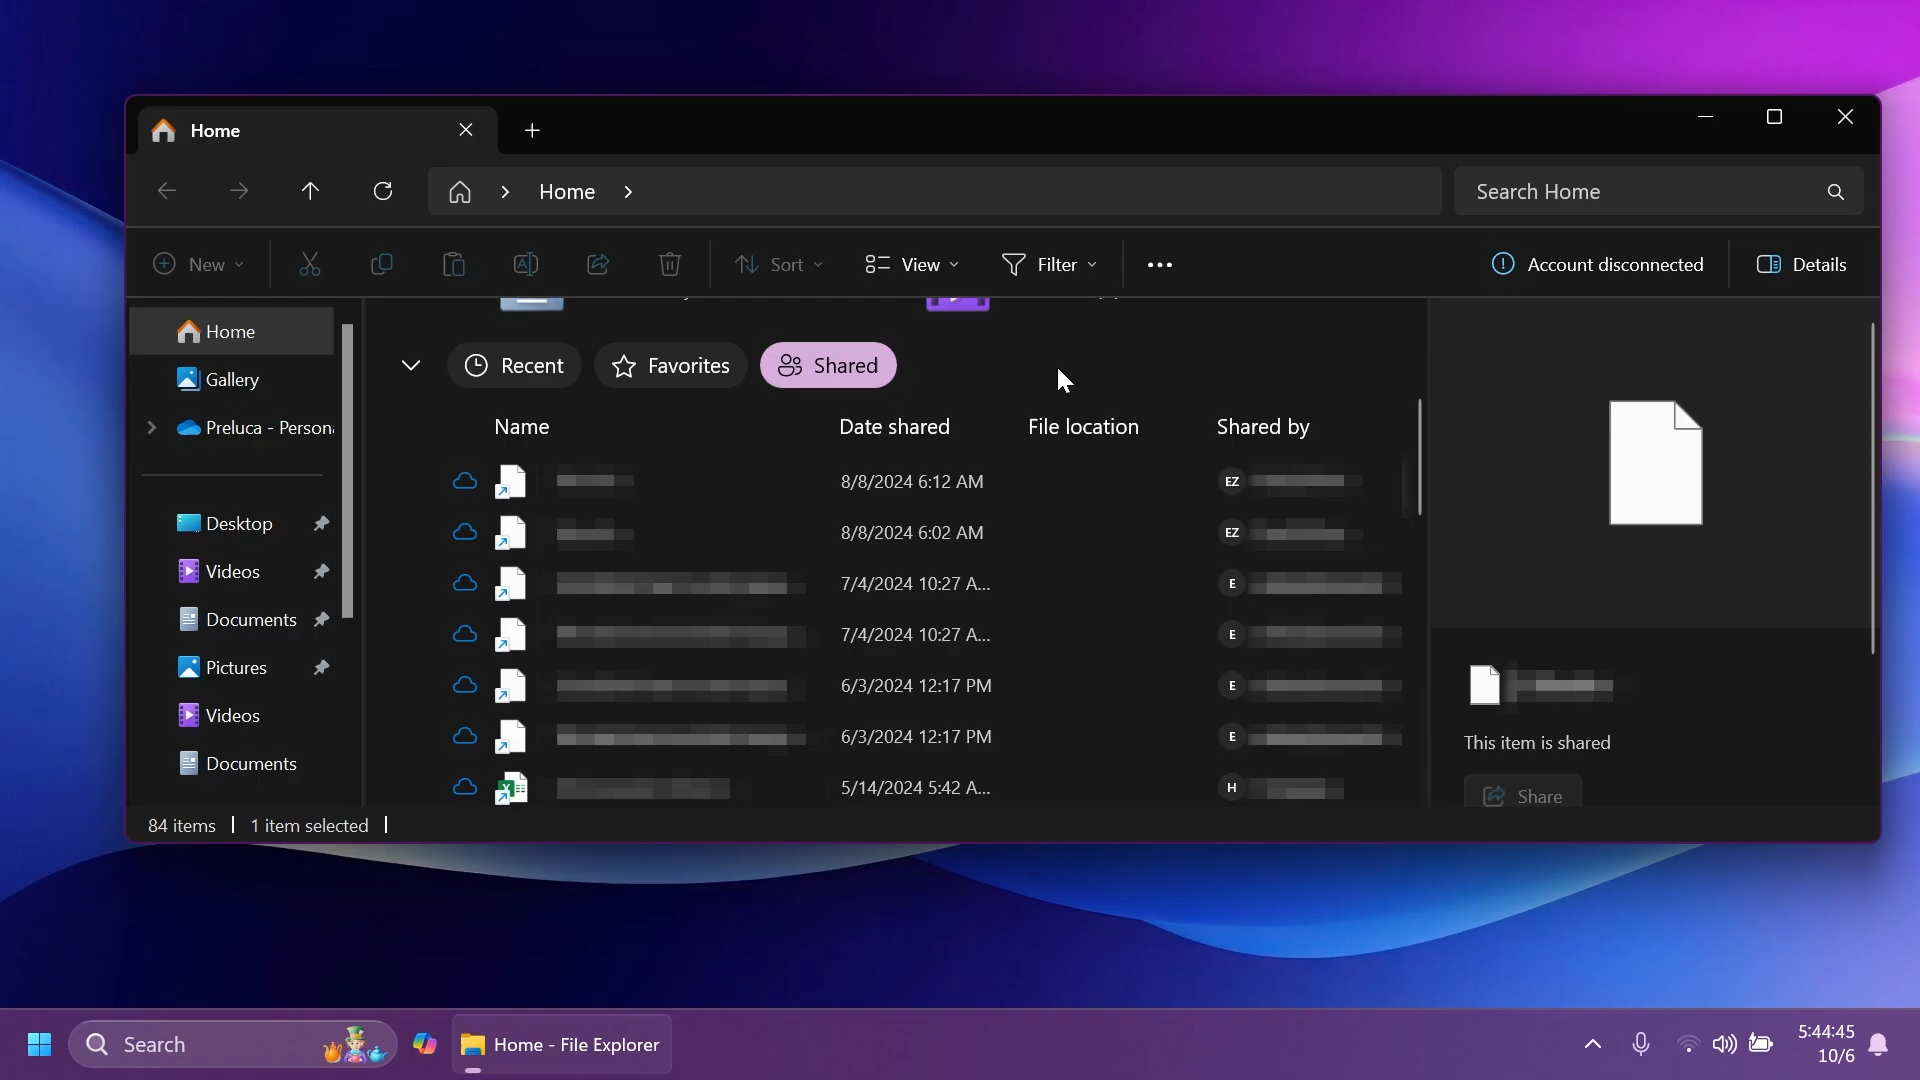 Home
Home
Search Home
New
Sort
View
Filter
Account disconnected
Details
Home
Gallery
Preluca - Person
Desktop
Videos
Documents
Pictures
Videos
Documents
Recent
Favorites
Shared
Name Date shared File location Shared by
8/8/2024 6:12 AM EZ
8/8/2024 6:02 AM EZ
7/4/2024 10:27 A... E
7/4/2024 10:27 A... E
6/3/2024 12:17 PM E
6/3/2024 12:17 PM E
5/14/2024 5:42 A... H
This item is shared
Share
84 items
1 item selected
Search
Home - File Explorer
5:44:45
10/6